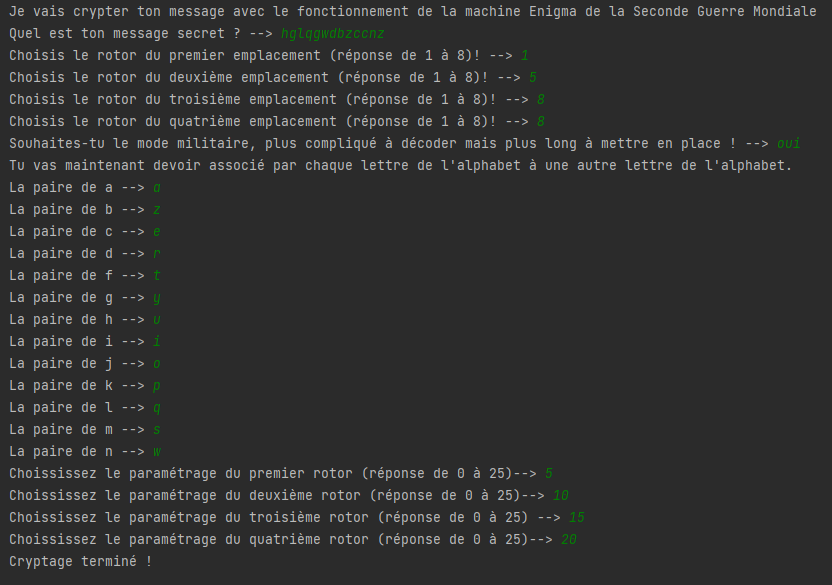 Je vais crypter ton message avec le fonctionnement de la machine Enigma de la Seconde Guerre Mondiale
Quel est ton message secret ? --> hglqgwdbzccnz
Choisis le rotor du premier emplacement (réponse de 1 à 8)! --> 1
Choisis le rotor du deuxième emplacement (réponse de 1 à 8)! --> 5
Choisis le rotor du troisième emplacement (réponse de 1 à 8)! --> 8
Choisis le rotor du quatrième emplacement (réponse de 1 à 8)! --> 8
Souhaites-tu le mode militaire, plus compliqué à décoder mais plus long à mettre en place ! --> oui
Tu vas maintenant devoir associé par chaque lettre de l'alphabet à une autre lettre de l'alphabet.
La paire de a --> a
La paire de b --> z
La paire de c --> e
La paire de d --> r
La paire de f --> t
La paire de g --> y
La paire de h --> u
La paire de i --> i
La paire de j --> o
La paire de k --> p
La paire de l --> q
La paire de m --> s
La paire de n --> w
Choississez le paramétrage du premier rotor (réponse de 0 à 25)--> 5
Choississez le paramétrage du deuxième rotor (réponse de 0 à 25)--> 10
Choississez le paramétrage du troisième rotor (réponse de 0 à 25) --> 15
Choississez le paramétrage du quatrième rotor (réponse de 0 à 25)--> 20
Cryptage terminé !